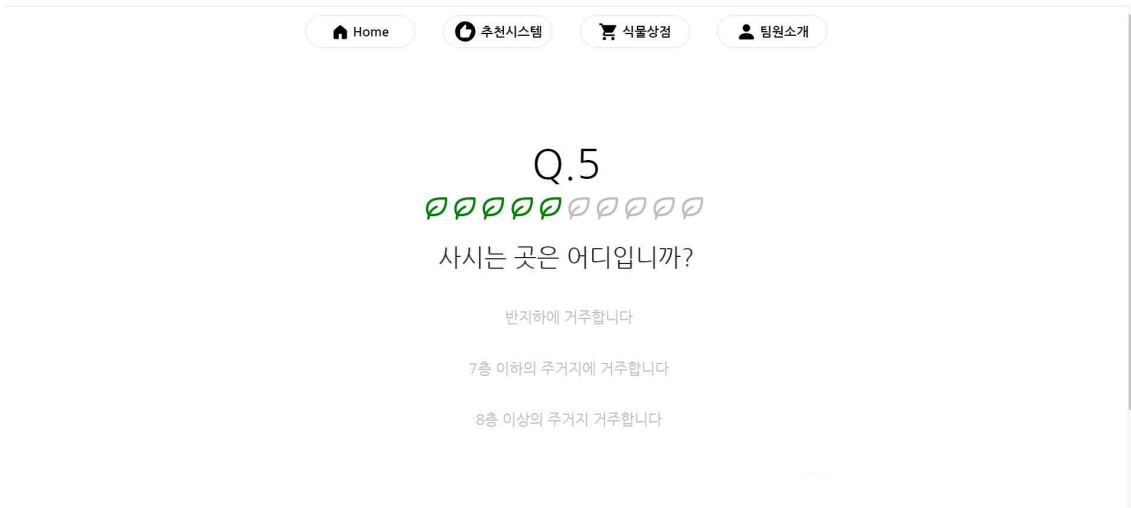 Home 추천시스템 식물상점 팀원소개
Q.5
사시는 곳은 어디입니까?
반지하에 거주합니다
7층 이하의 주거지에 거주합니다
8층 이상의 주거지 거주합니다